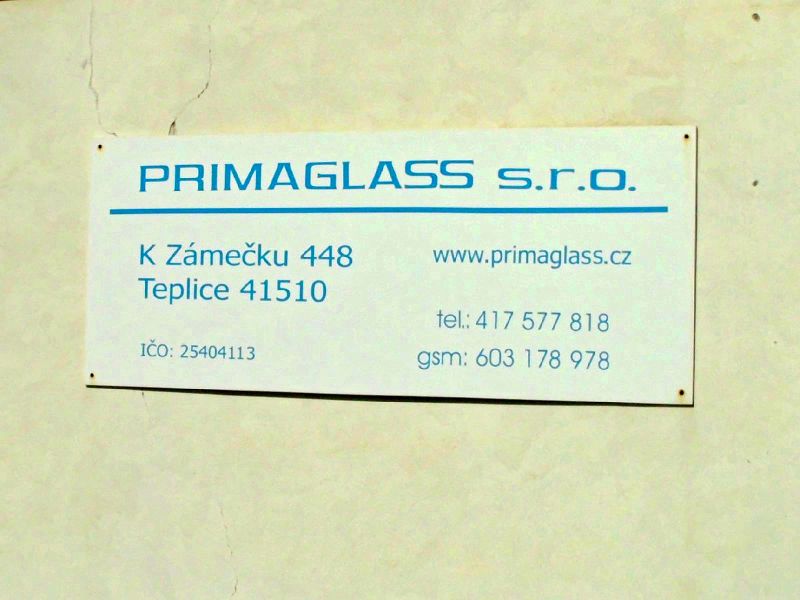 PRIMAGLASS s.r.o.
K Zámečku 448
Teplice 41510
IČO: 25404113
www.primaglass.cz
tel.: 417 577 818
gsm: 603 178 978